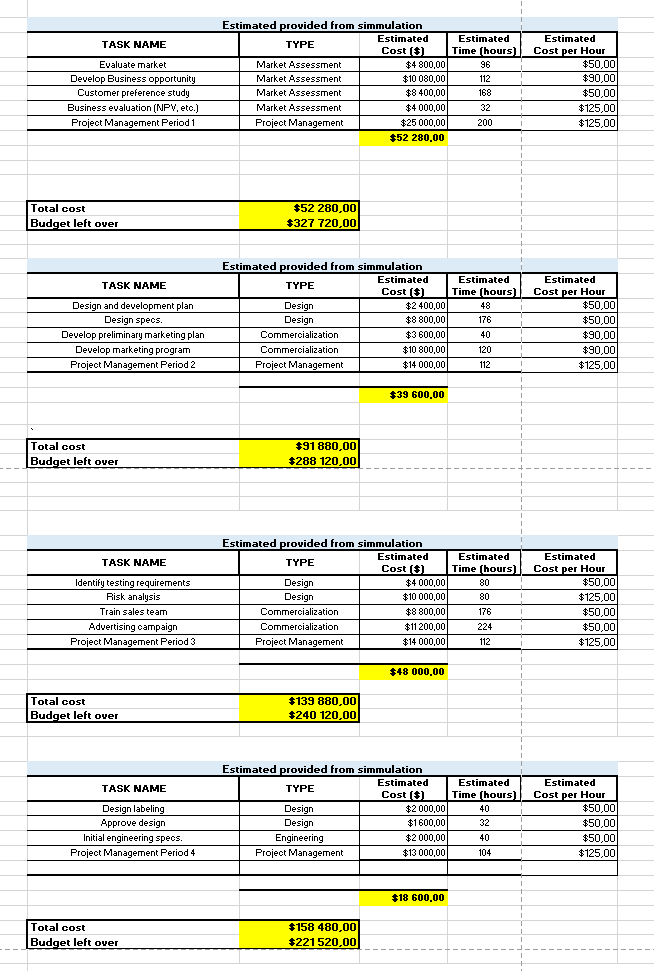 Estimated provided from simmulation
TASK NAME TYPE Estimated Cost ($) Estimated Time (hours) Estimated Cost per Hour
Evaluate market Market Assessment $4 800,00 96 $50,00
Develop Business opportunity Market Assessment $10 080,00 112 $90,00
Customer preference study Market Assessment $8 400,00 168 $50,00
Business evaluation (NPV, etc.) Market Assessment $4 000,00 32 $125,00
Project Management Period 1 Project Management $25 000,00 200 $125,00
$52 280,00
Total cost $52 280,00
Budget left over $327 720,00
Estimated provided from simmulation
TASK NAME TYPE Estimated Cost ($) Estimated Time (hours) Estimated Cost per Hour
Design and development plan Design $2 400,00 48 $50,00
Design specs. Design $8 800,00 176 $50,00
Develop preliminary marketing plan Commercialization $3 600,00 40 $90,00
Develop marketing program Commercialization $10 800,00 120 $90,00
Project Management Period 2 Project Management $14 000,00 112 $125,00
$39 600,00
`
Total cost $91 880,00
Budget left over $288 120,00
Estimated provided from simmulation
TASK NAME TYPE Estimated Cost ($) Estimated Time (hours) Estimated Cost per Hour
Identify testing requirements Design $4 000,00 80 $50,00
Risk analysis Design $10 000,00 80 $125,00
Train sales team Commercialization $8 800,00 176 $50,00
Advertising campaign Commercialization $11 200,00 224 $50,00
Project Management Period 3 Project Management $14 000,00 112 $125,00
$48 000,00
Total cost $139 880,00
Budget left over $240 120,00
Estimated provided from simmulation
TASK NAME TYPE Estimated Cost ($) Estimated Time (hours) Estimated Cost per Hour
Design labeling Design $2 000,00 40 $50,00
Approve design Design $1 600,00 32 $50,00
Initial engineering specs. Engineering $2 000,00 40 $50,00
Project Management Period 4 Project Management $13 000,00 104 $125,00
$18 600,00
Total cost $158 480,00
Budget left over $221 520,00